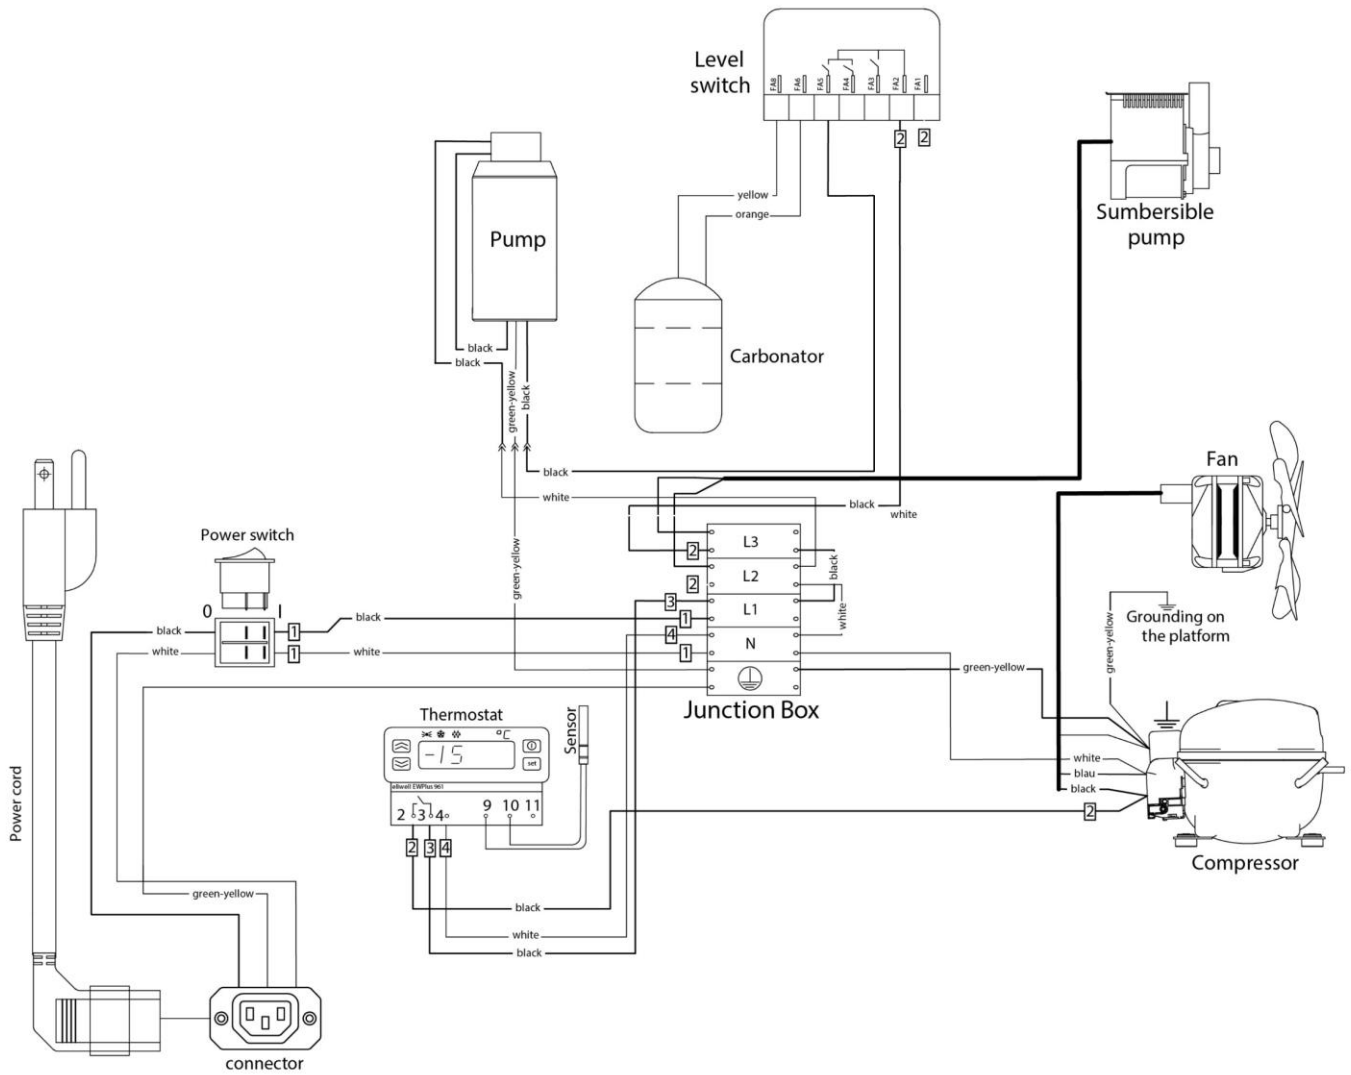 Level
switch
FA8
FA6
FA5
FA4
FA3
FA2
FA1
2
2
Sumbersible
pump
Pump
yellow
orange
Carbonator
black
black
green-yellow
black
black
white
black
white
Fan
Power switch
0
I
black
white
1
1
black
white
green-yellow
2
2
3
1
4
1
L3
L2
L1
N
black
white
Junction Box
green-yellow
Grounding on
the platform
green-yellow
white
blau
black
2
Compressor
Thermostat
°C
-15
set
eliwell EWPlus 961
2
3
4
9
10
11
Sensor
2
3
4
black
white
black
Power cord
green-yellow
connector